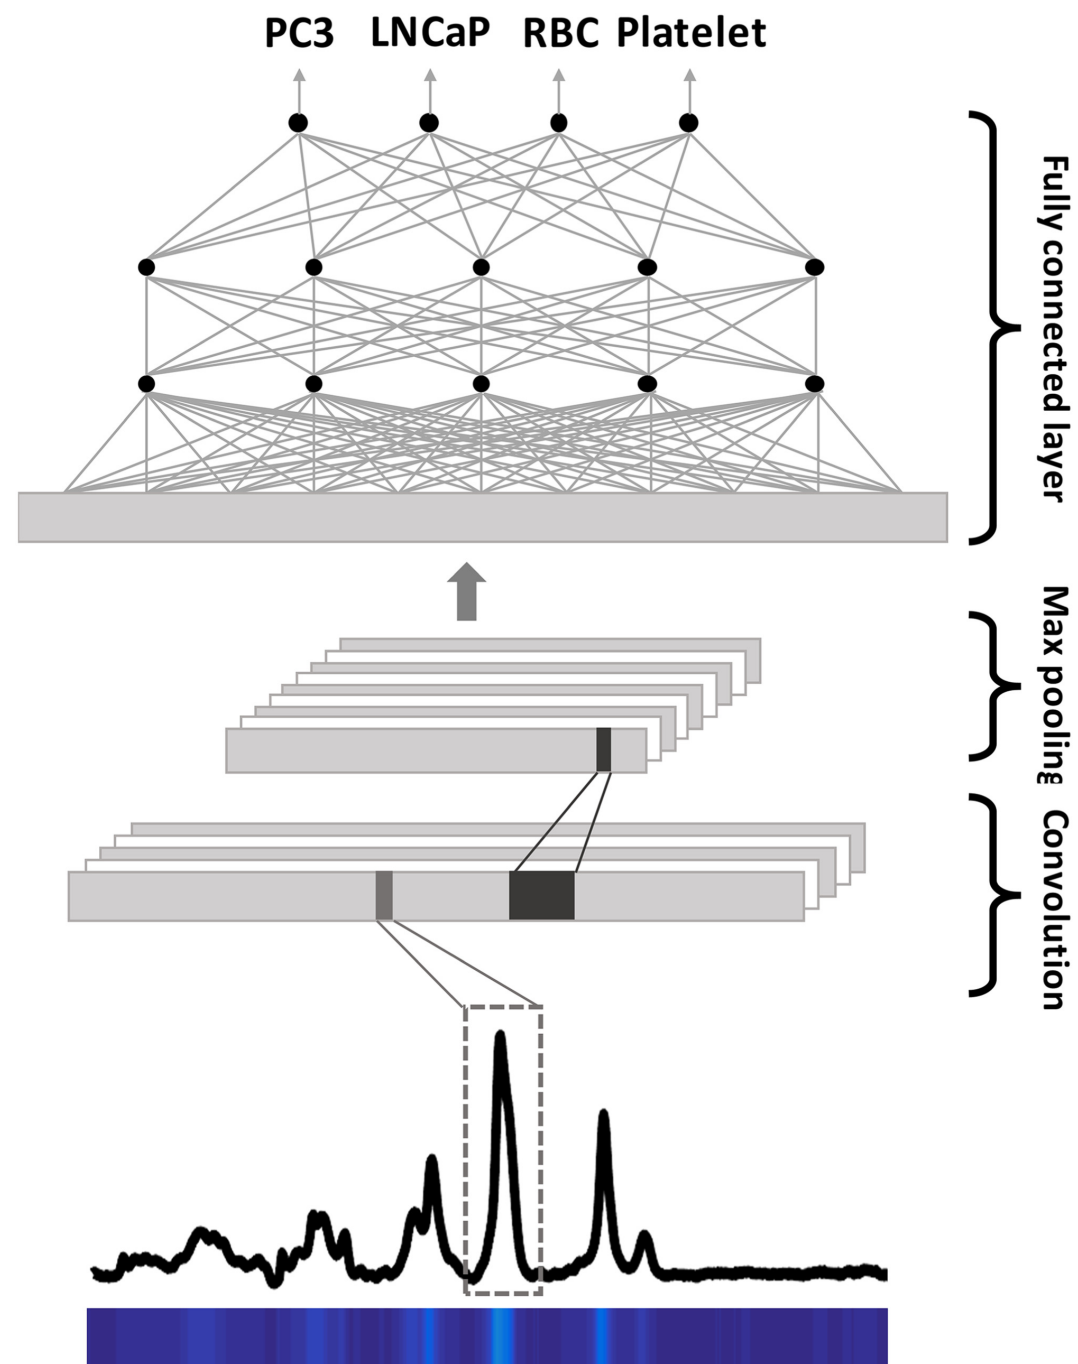 PC3 LNCaP RBC Platelet
Fully connected layer
Max pooling
Convolution